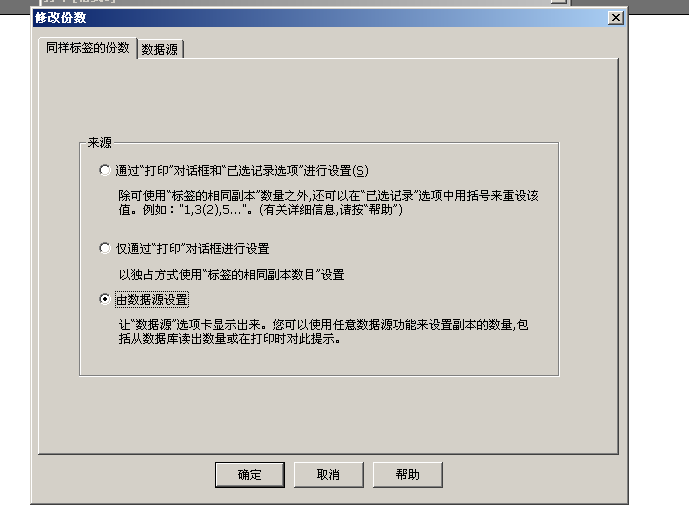 修改份数
同样标签的份数 数据源
来源
通过“打印”对话框和“已选记录选项”进行设置(S)
除可使用“标签的相同副本”数量之外,还可以在“已选记录”选项中用括号来重设该
值。例如："1,3(2),5..."。(有关详细信息,请按“帮助”)
仅通过“打印”对话框进行设置
以独占方式使用“标签的相同副本数目”设置
由数据源设置
让“数据源”选项卡显示出来。您可以使用任意数据源功能来设置副本的数量,包
括从数据库读出数量或在打印时对此提示。
确定 取消 帮助